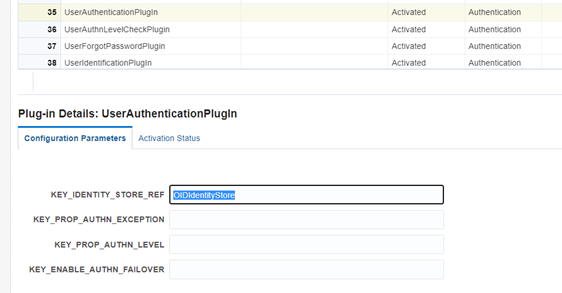 35 UserAuthenticationPlugIn Activated Authentication
36 UserAuthnLevelCheckPlugin Activated Authentication
37 UserForgotPasswordPlugin Activated Authentication
38 UserIdentificationPlugIn Activated Authentication
Plug-in Details: UserAuthenticationPlugIn
Configuration Parameters Activation Status
KEY_IDENTITY_STORE_REF OIDIdentityStore
KEY_PROP_AUTHN_EXCEPTION
KEY_PROP_AUTHN_LEVEL
KEY_ENABLE_AUTHN_FAILOVER